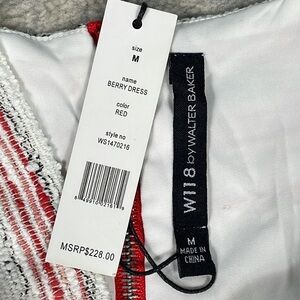 size
M
name
BERRY DRESS
color
RED
style no
WS1470216
MSRP$228.00
W118 by WALTER BAKER
M
MADE IN
CHINA